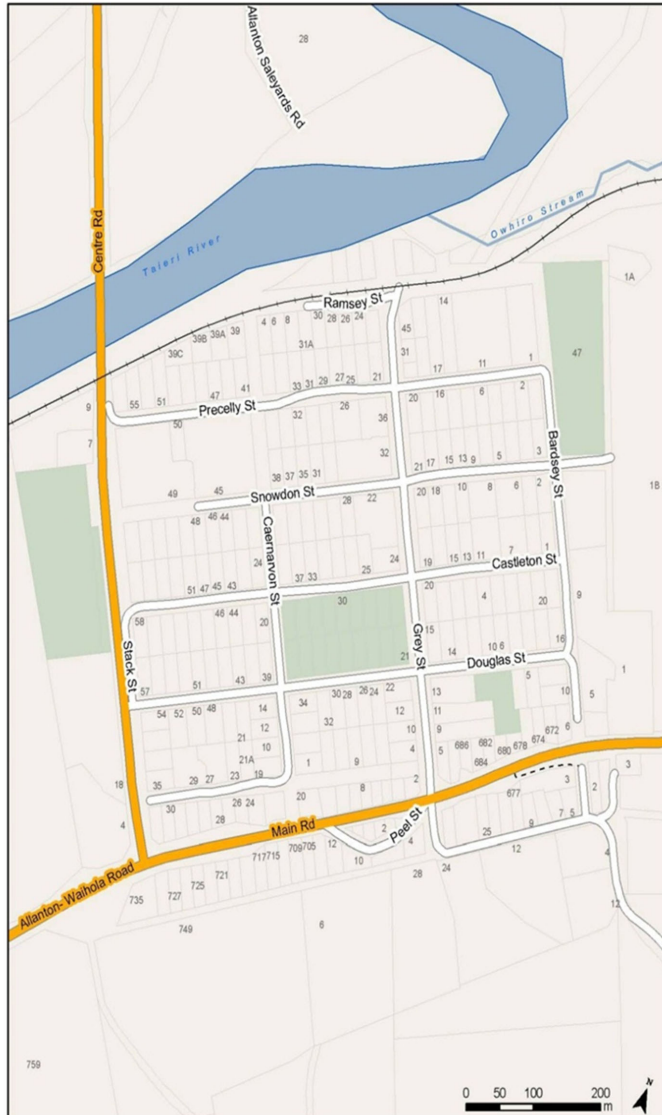 28
Allanton Saleyards Rd
Centre Rd
Taieri River
Owhiro Stream
1A
Ramsey St
14
4 6 8 30 28 26 24
39B 39A 39
39C
31A
45
31
47
9
55 51 47 41 33 31 29 27 25 21 17 11 1
Precelly St
50 32 26 20 16 6 2
7
36
32
Bardsey St
38 37 35 31 21 17 15 13 9 5 3
49 45
Snowdon St
28 22 20 18 10 8 6 2
48 46 44
1B
Caernarvon St
24
51 47 45 43 37 33 25 24 19 15 13 11 7 1
Castleton St
58 46 44 30 20 4 20 9
20
15
Stack St
Grey St
57 51 43 39 21 14 10 6 16
Douglas St
54 52 50 48 14 34 30 28 26 24 22 13 5 10 5 1
12 32 12 11
21 10 10 9 6
21A 1 9 4 5 686 682 680 678 674 672
684
18
35 29 27 23 19
30 26 24 20 8 2
28
4
677
3 2 3
Main Rd
Peel St
717 715 709 705 12 2 4 25 9 7 5
10
28 24 12 4
Allanton- Waihola Road
735 727 725 721
749
6
12
759
N
0 50 100 200
m